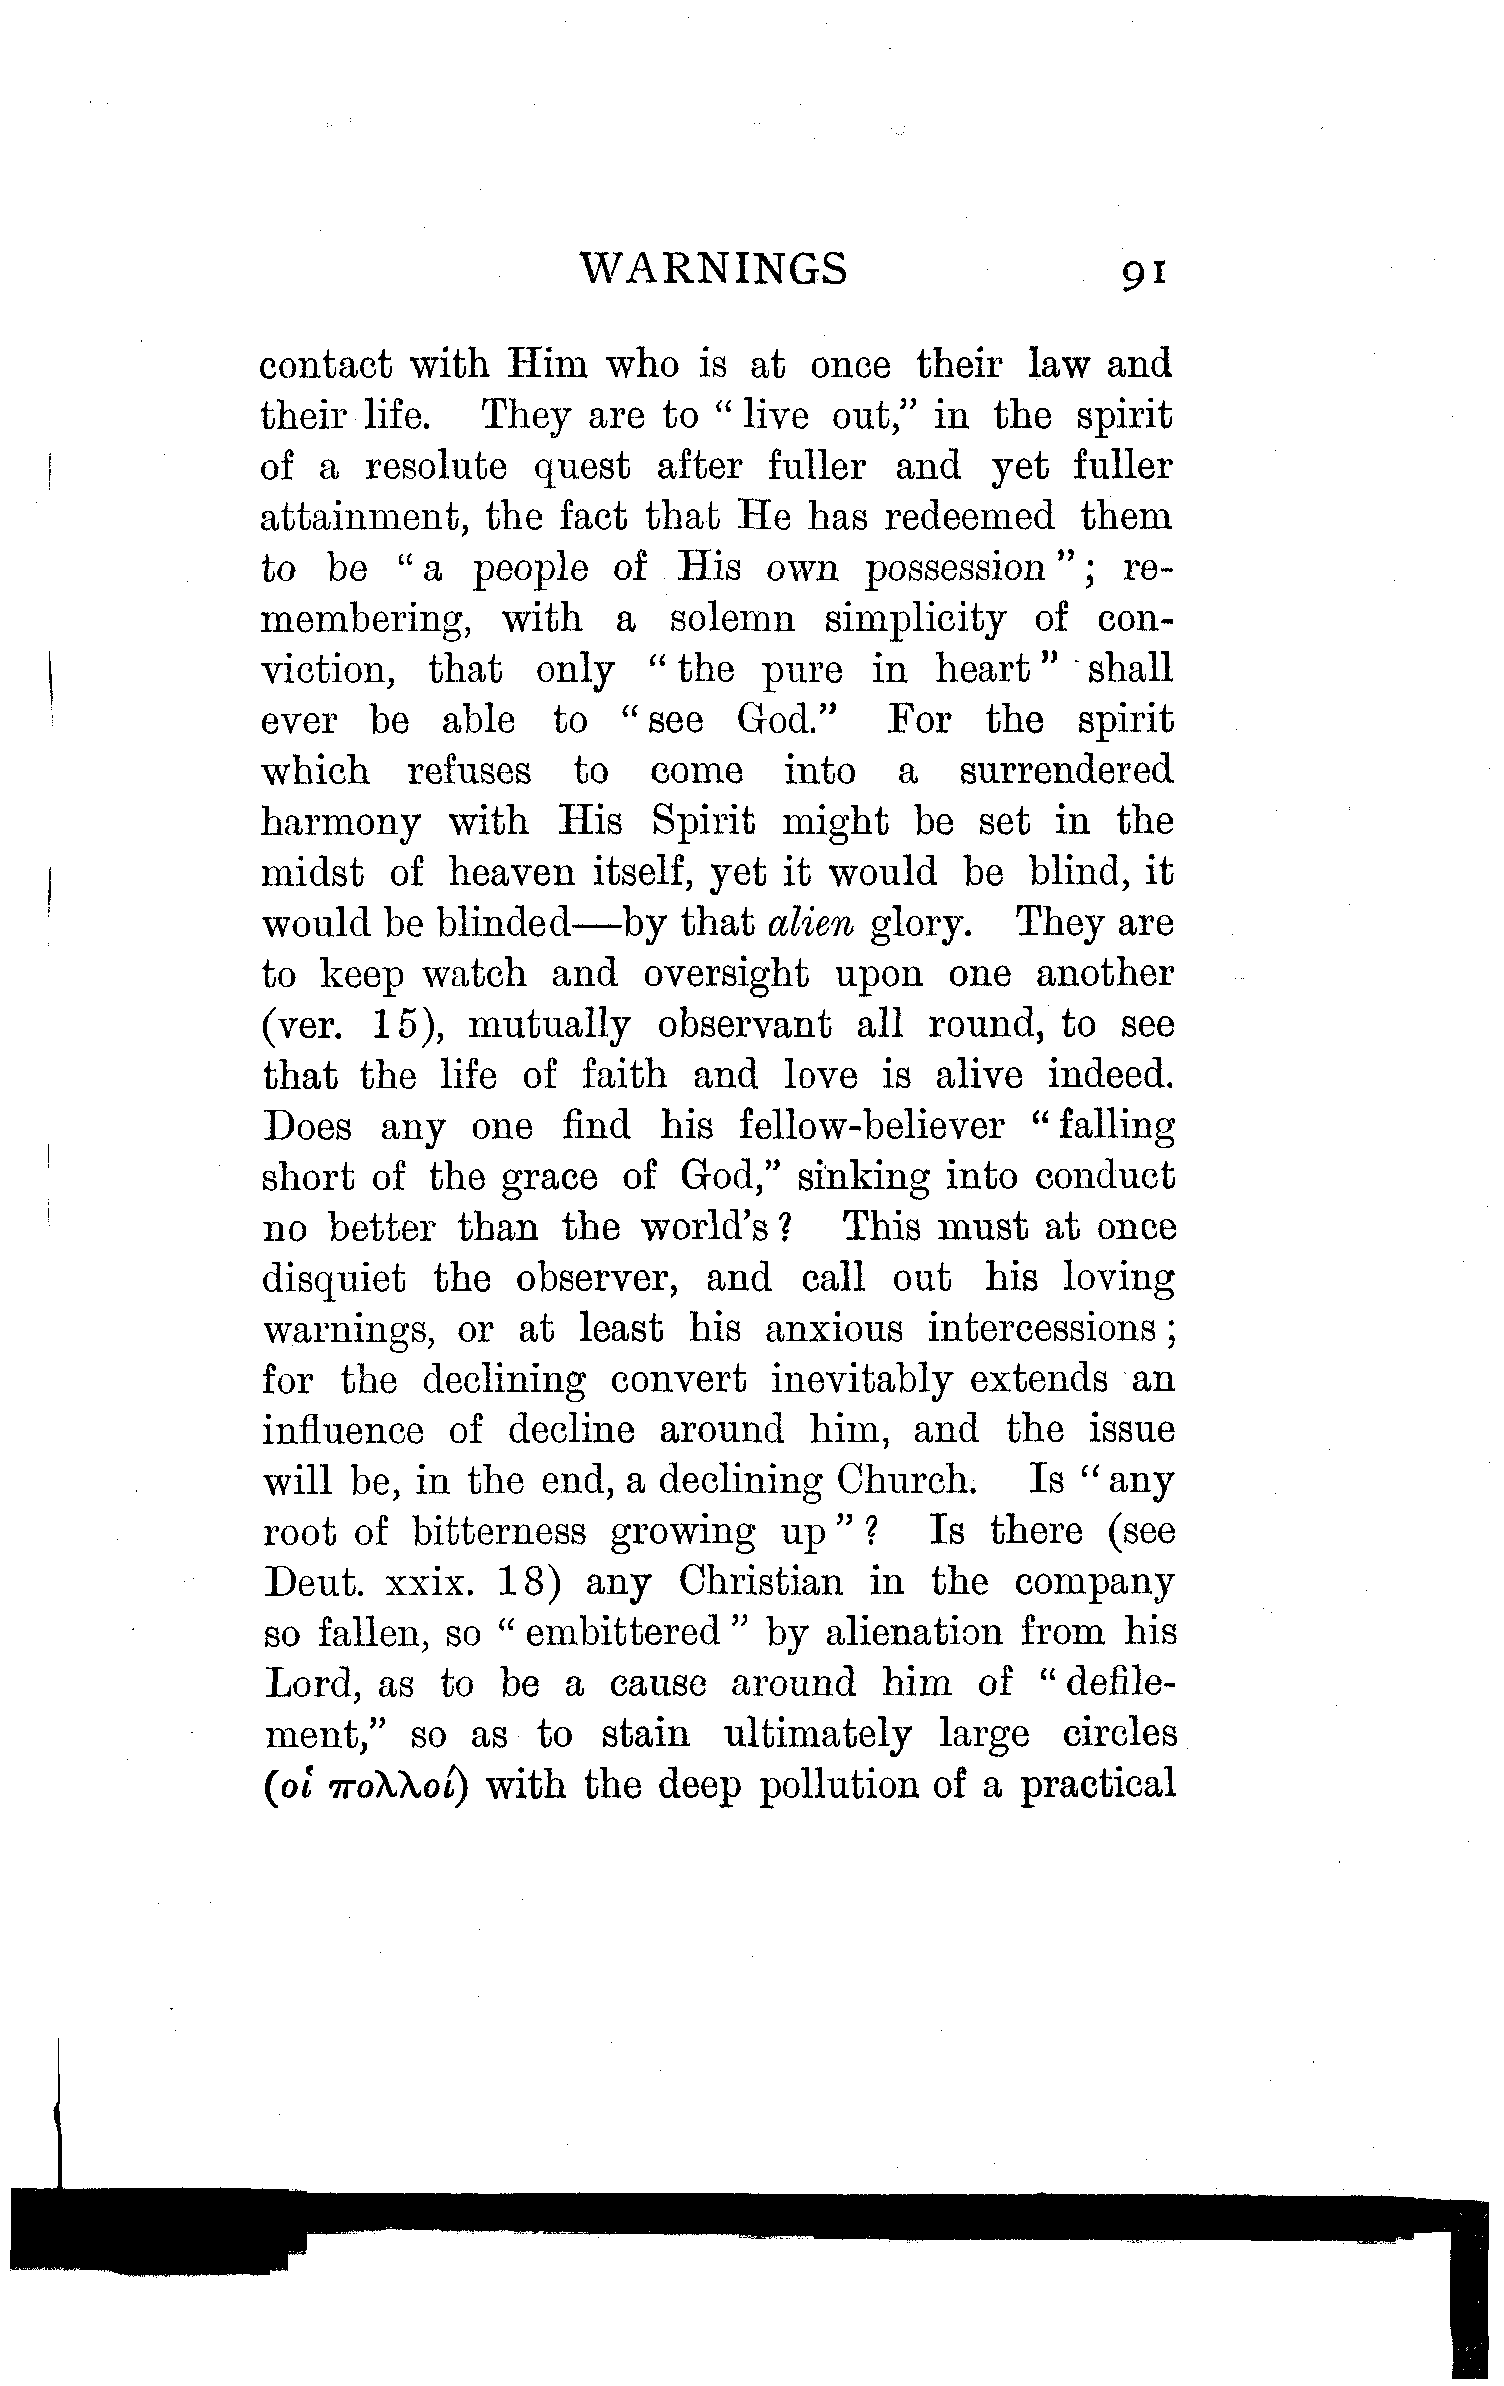 WARNINGS 91
contact with Him who is at once their law and
their life. They are to "live out," in the spirit
of a resolute quest after fuller and yet fuller
attainment, the fact that He has redeemed them
to be "a people of His own possession"; re-
membering, with a solemn simplicity of con-
viction, that only "the pure in heart" shall
ever be able to "see God." For the spirit
which refuses to come into a surrendered
harmony with His Spirit might be set in the
midst of heaven itself, yet it would be blind, it
would be blinded—by that alien glory. They are
to keep watch and oversight upon one another
(ver. 15), mutually observant all round, to see
that the life of faith and love is alive indeed.
Does any one find his fellow-believer "falling
short of the grace of God," sinking into conduct
no better than the world's? This must at once
disquiet the observer, and call out his loving
warnings, or at least his anxious intercessions;
for the declining convert inevitably extends an
influence of decline around him, and the issue
will be, in the end, a declining Church. Is "any
root of bitterness growing up"? Is there (see
Deut. xxix. 18) any Christian in the company
so fallen, so "embittered" by alienation from his
Lord, as to be a cause around him of "defile-
ment," so as to stain ultimately large circles
(οἱ πολλοί) with the deep pollution of a practical